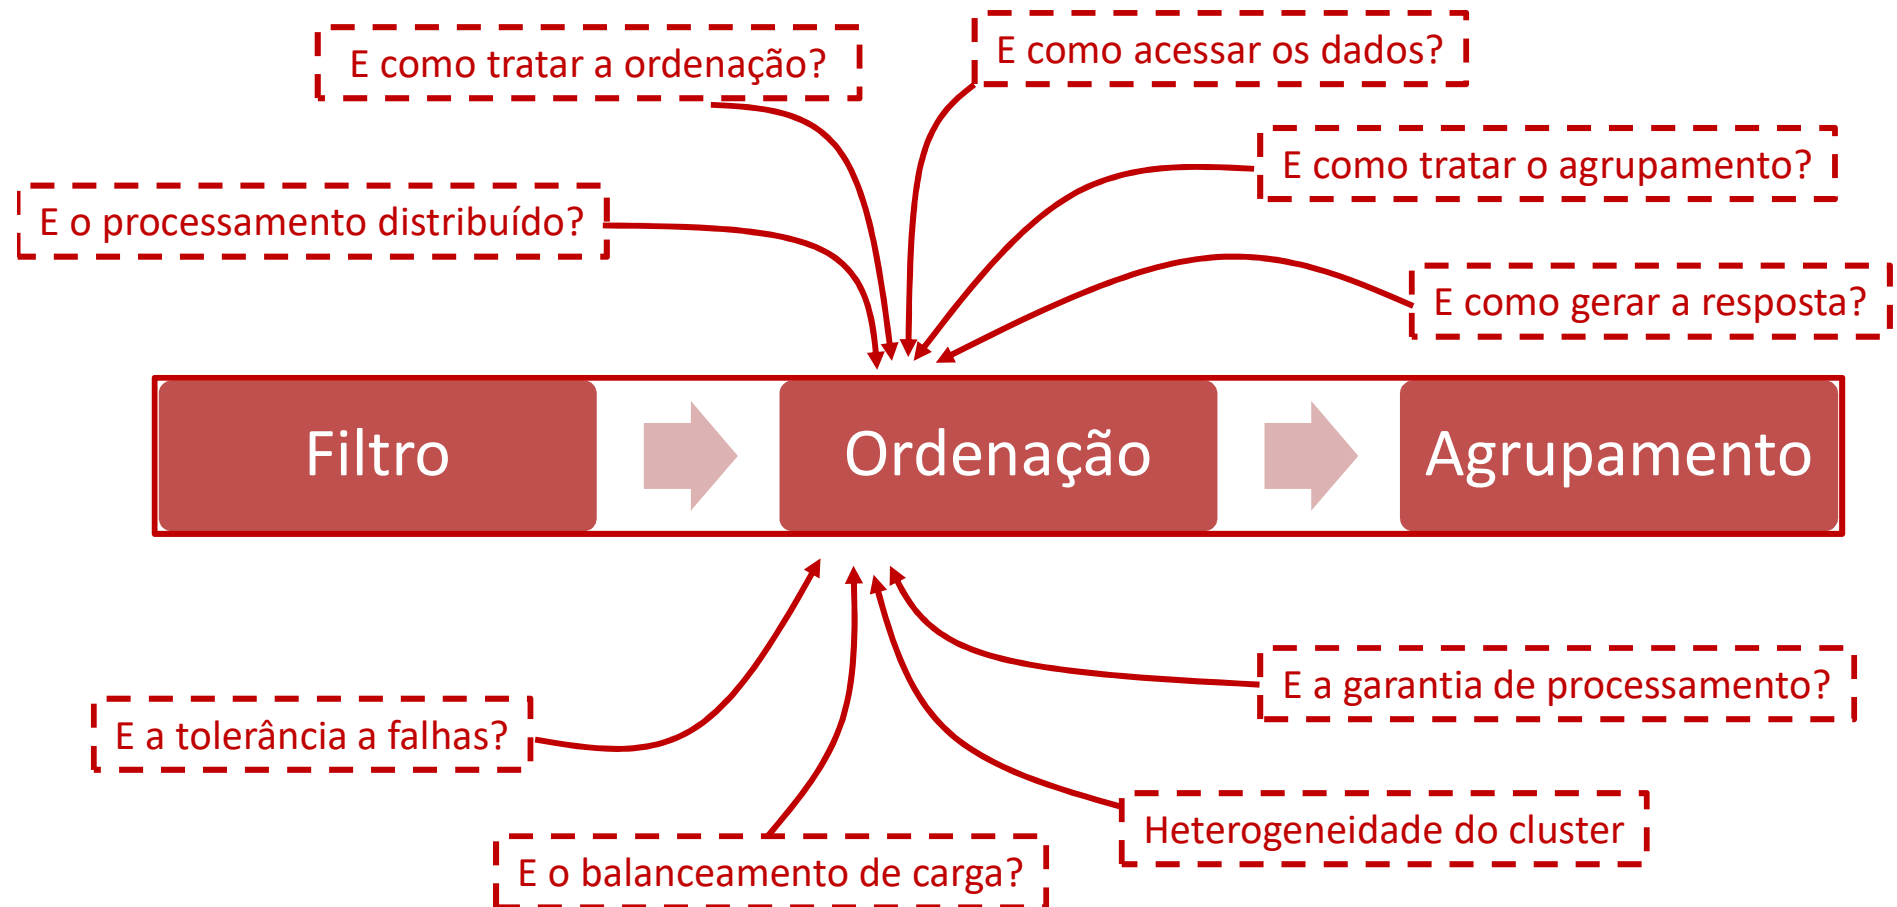 E como tratar a ordenação?
E como acessar os dados?
E como tratar o agrupamento?
E o processamento distribuído?
E como gerar a resposta?
Filtro
Ordenação
Agrupamento
E a garantia de processamento?
E a tolerância a falhas?
Heterogeneidade do cluster
E o balanceamento de carga?